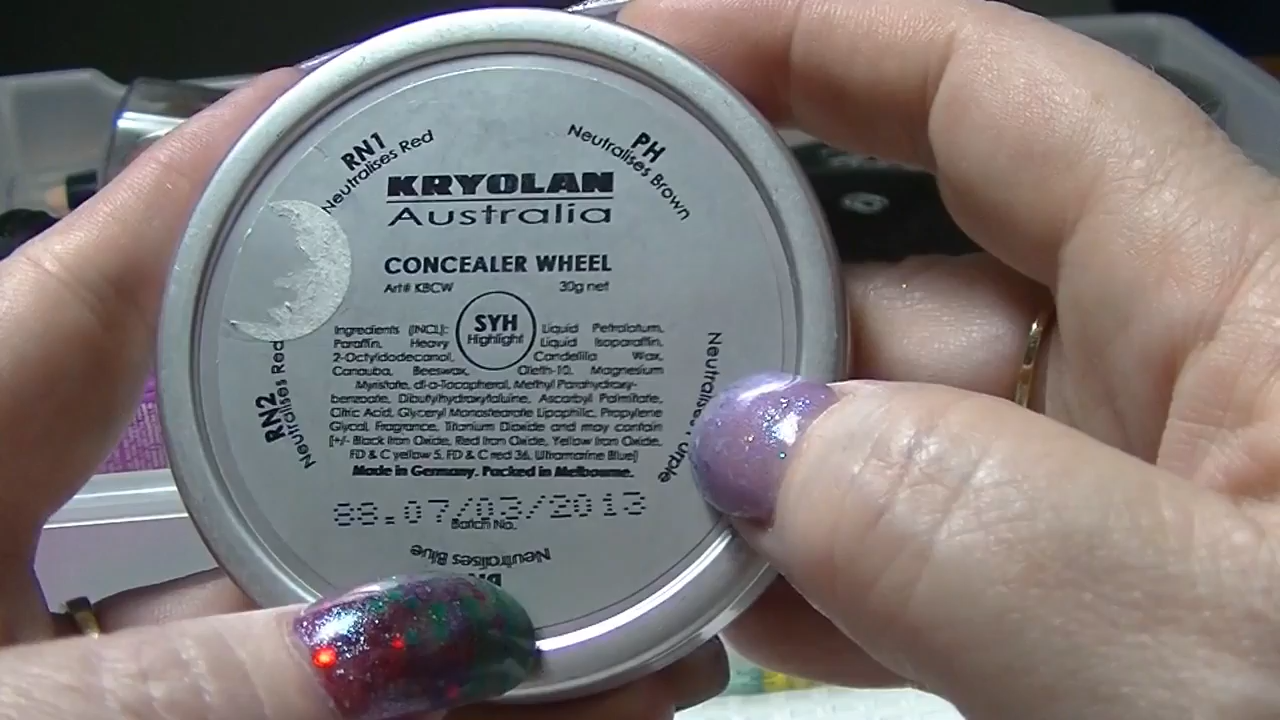 RN1
Neutralises Red
PH
Neutralises Brown
KRYOLAN
Australia
CONCEALER WHEEL
Art# KBCW 30g net
SYH
Highlight
Ingredients (INCI): Liquid Petrolatum,
Paraffin, Heavy Liquid Isoparaffin,
2-Octyldodecanol, Candelilla Wax,
Canauba, Beeswax, Oleth-10, Magnesium
Myristate, dl-a-Tocopherol, Methyl Parahydroxy-
benzoate, Dibutylhydroxytoluine, Ascorbyl Palmitate,
Citric Acid, Glyceryl Monostearate Lipophilic, Propylene
Glycol, Fragrance, Titanium Dioxide and may contain
[+/- Black Iron Oxide, Red Iron Oxide, Yellow Iron Oxide,
FD & C yellow 5, FD & C red 36, Ultramarine Blue]
Made in Germany. Packed in Melbourne.
88.07/03/2013
Batch No.
RN2
Neutralises Red
Neutralises
Neutralises Blue